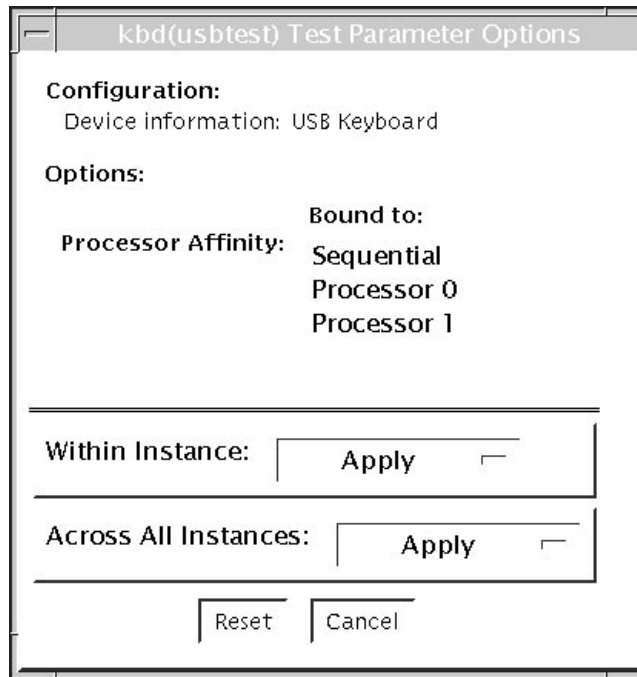 kbd(usbtest) Test Parameter Options
Configuration:
Device information: USB Keyboard
Options:
Bound to:
Processor Affinity:
Sequential
Processor 0
Processor 1
Within Instance: Apply
Across All Instances: Apply
Reset Cancel